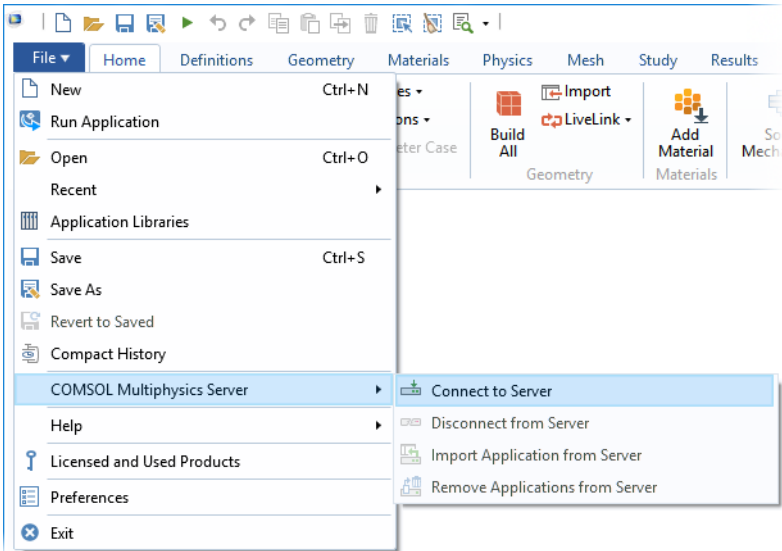 File Home Definitions Geometry Materials Physics Mesh Study Results
New Ctrl+N
Run Application
Open Ctrl+O
Recent
Application Libraries
Save Ctrl+S
Save As
Revert to Saved
Compact History
COMSOL Multiphysics Server
Help
Licensed and Used Products
Preferences
Exit
Connect to Server
Disconnect from Server
Import Application from Server
Remove Applications from Server
Case
Build
All
Import
LiveLink
Geometry
Add
Material
Materials